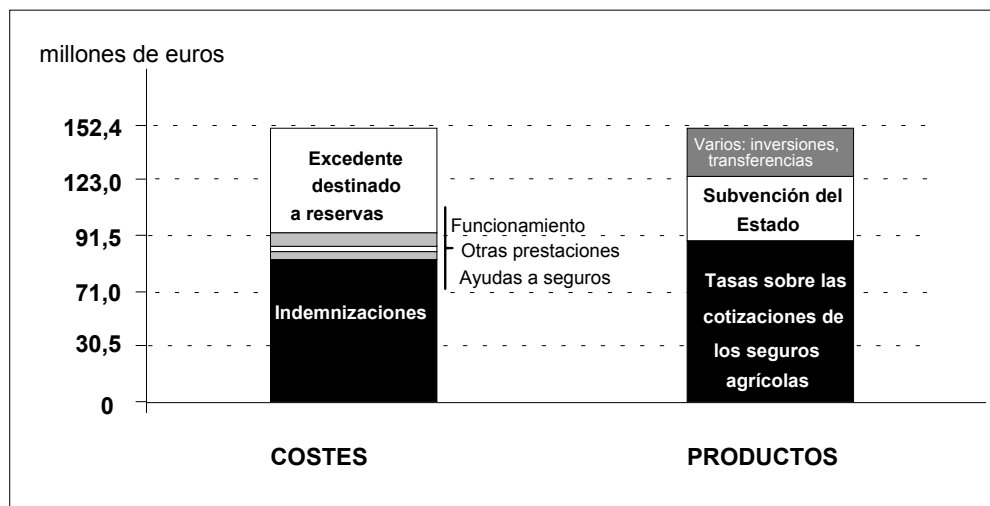 millones de euros
152,4
123,0
91,5
71,0
30,5
0
Excedente
destinado
a reservas
Indemnizaciones
Funcionamiento
Otras prestaciones
Ayudas a seguros
Varios: inversiones,
transferencias
Subvención del
Estado
Tasas sobre las
cotizaciones de
los seguros
agrícolas
COSTES
PRODUCTOS